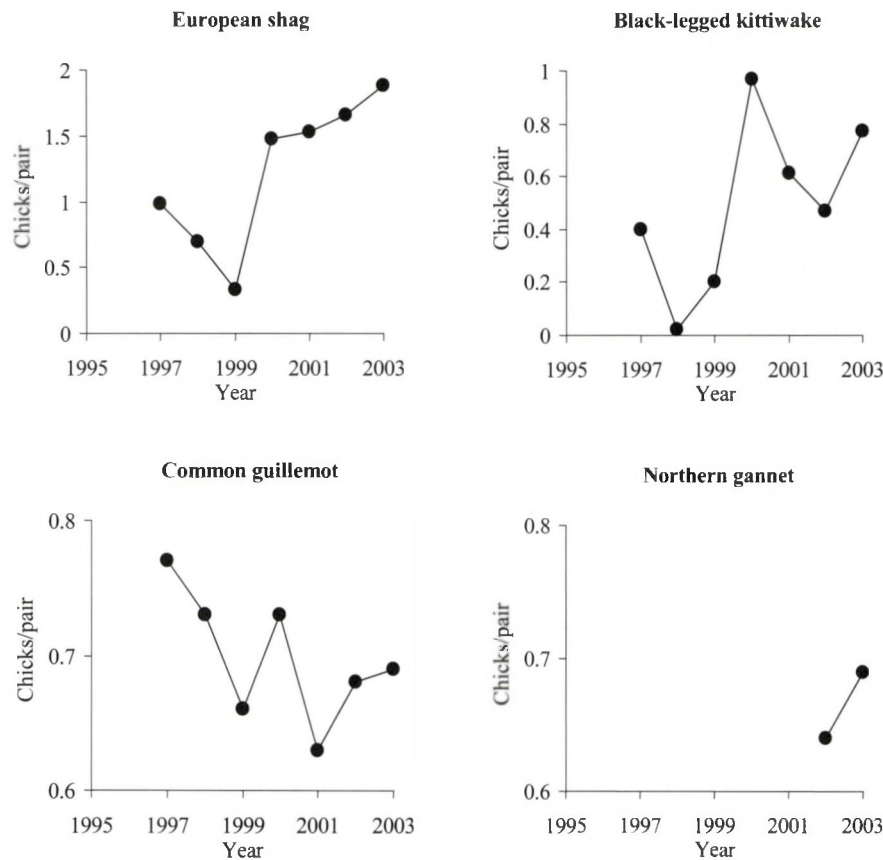 European shag
2
1.5
1
0.5
0
Chicks/pair
1995 1997 1999 2001 2003
Year
Black-legged kittiwake
1
0.8
0.6
0.4
0.2
0
Chicks/pair
1995 1997 1999 2001 2003
Year
Common guillemot
0.8
0.7
0.6
Chicks/pair
1995 1997 1999 2001 2003
Year
Northern gannet
0.8
0.7
0.6
Chicks/pair
1995 1997 1999 2001 2003
Year